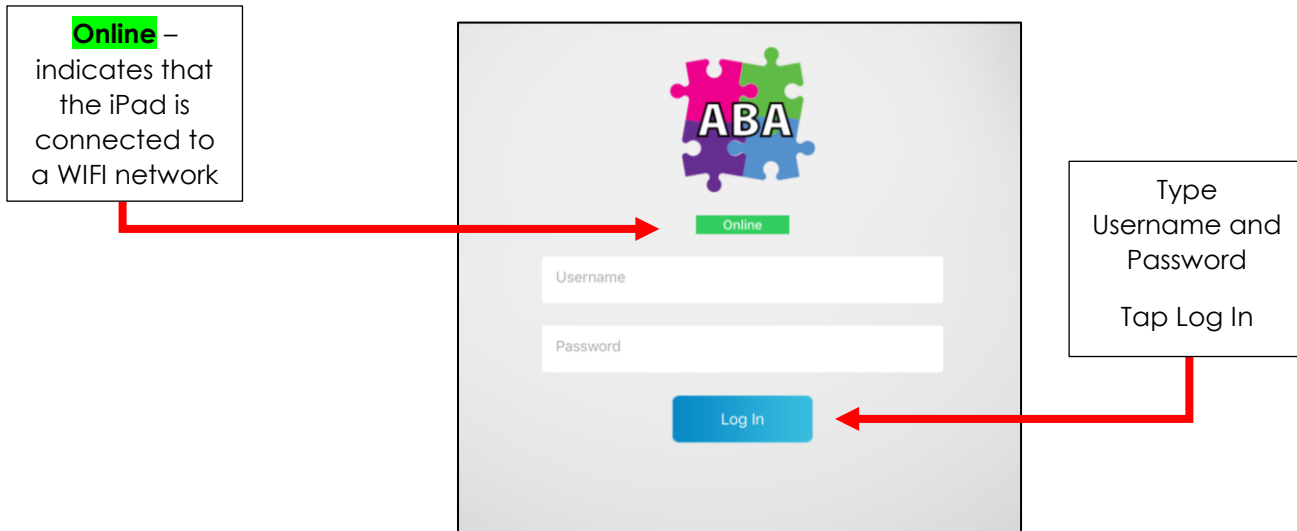 Online –
indicates that
the iPad is
connected to
a WIFI network
ABA
Online
Username
Password
Log In
Type
Username and
Password
Tap Log In